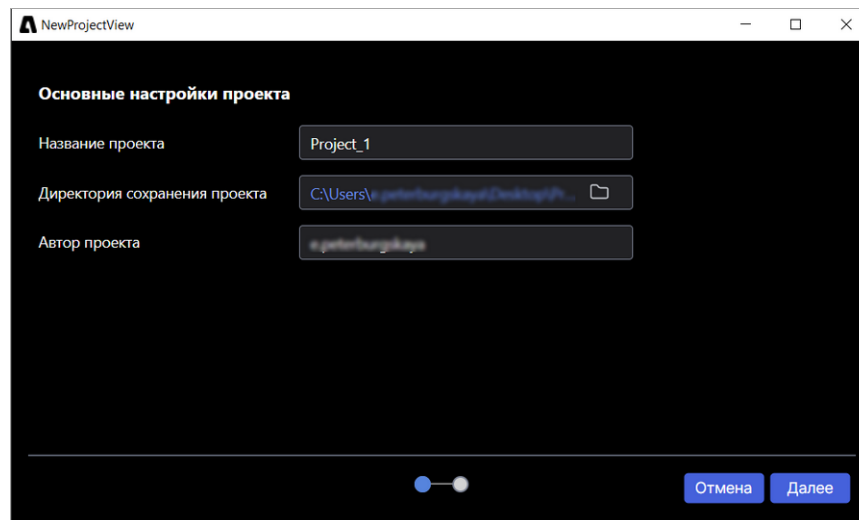 NewProjectView
Основные настройки проекта
Название проекта
Project_1
Директория сохранения проекта
C:\Users\
Автор проекта
Отмена
Далее